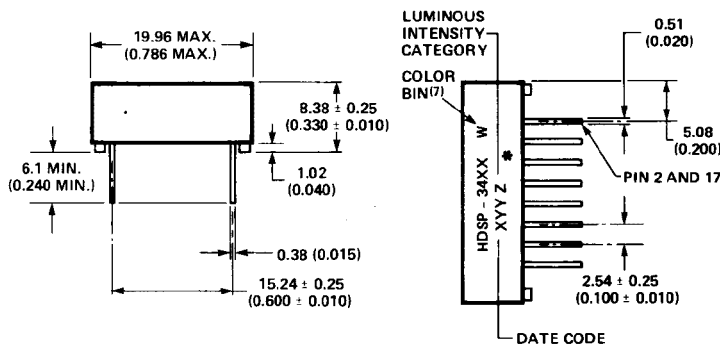 19.96 MAX.
(0.786 MAX.)
8.38 ± 0.25
(0.330 ± 0.010)
6.1 MIN.
(0.240 MIN.)
1.02
(0.040)
0.38 (0.015)
15.24 ± 0.25
(0.600 ± 0.010)
LUMINOUS
INTENSITY
CATEGORY
COLOR
BIN(7)
0.51
(0.020)
5.08
(0.200)
PIN 2 AND 17
HDSP - 34XX W
XYY Z *
2.54 ± 0.25
(0.100 ± 0.010)
DATE CODE